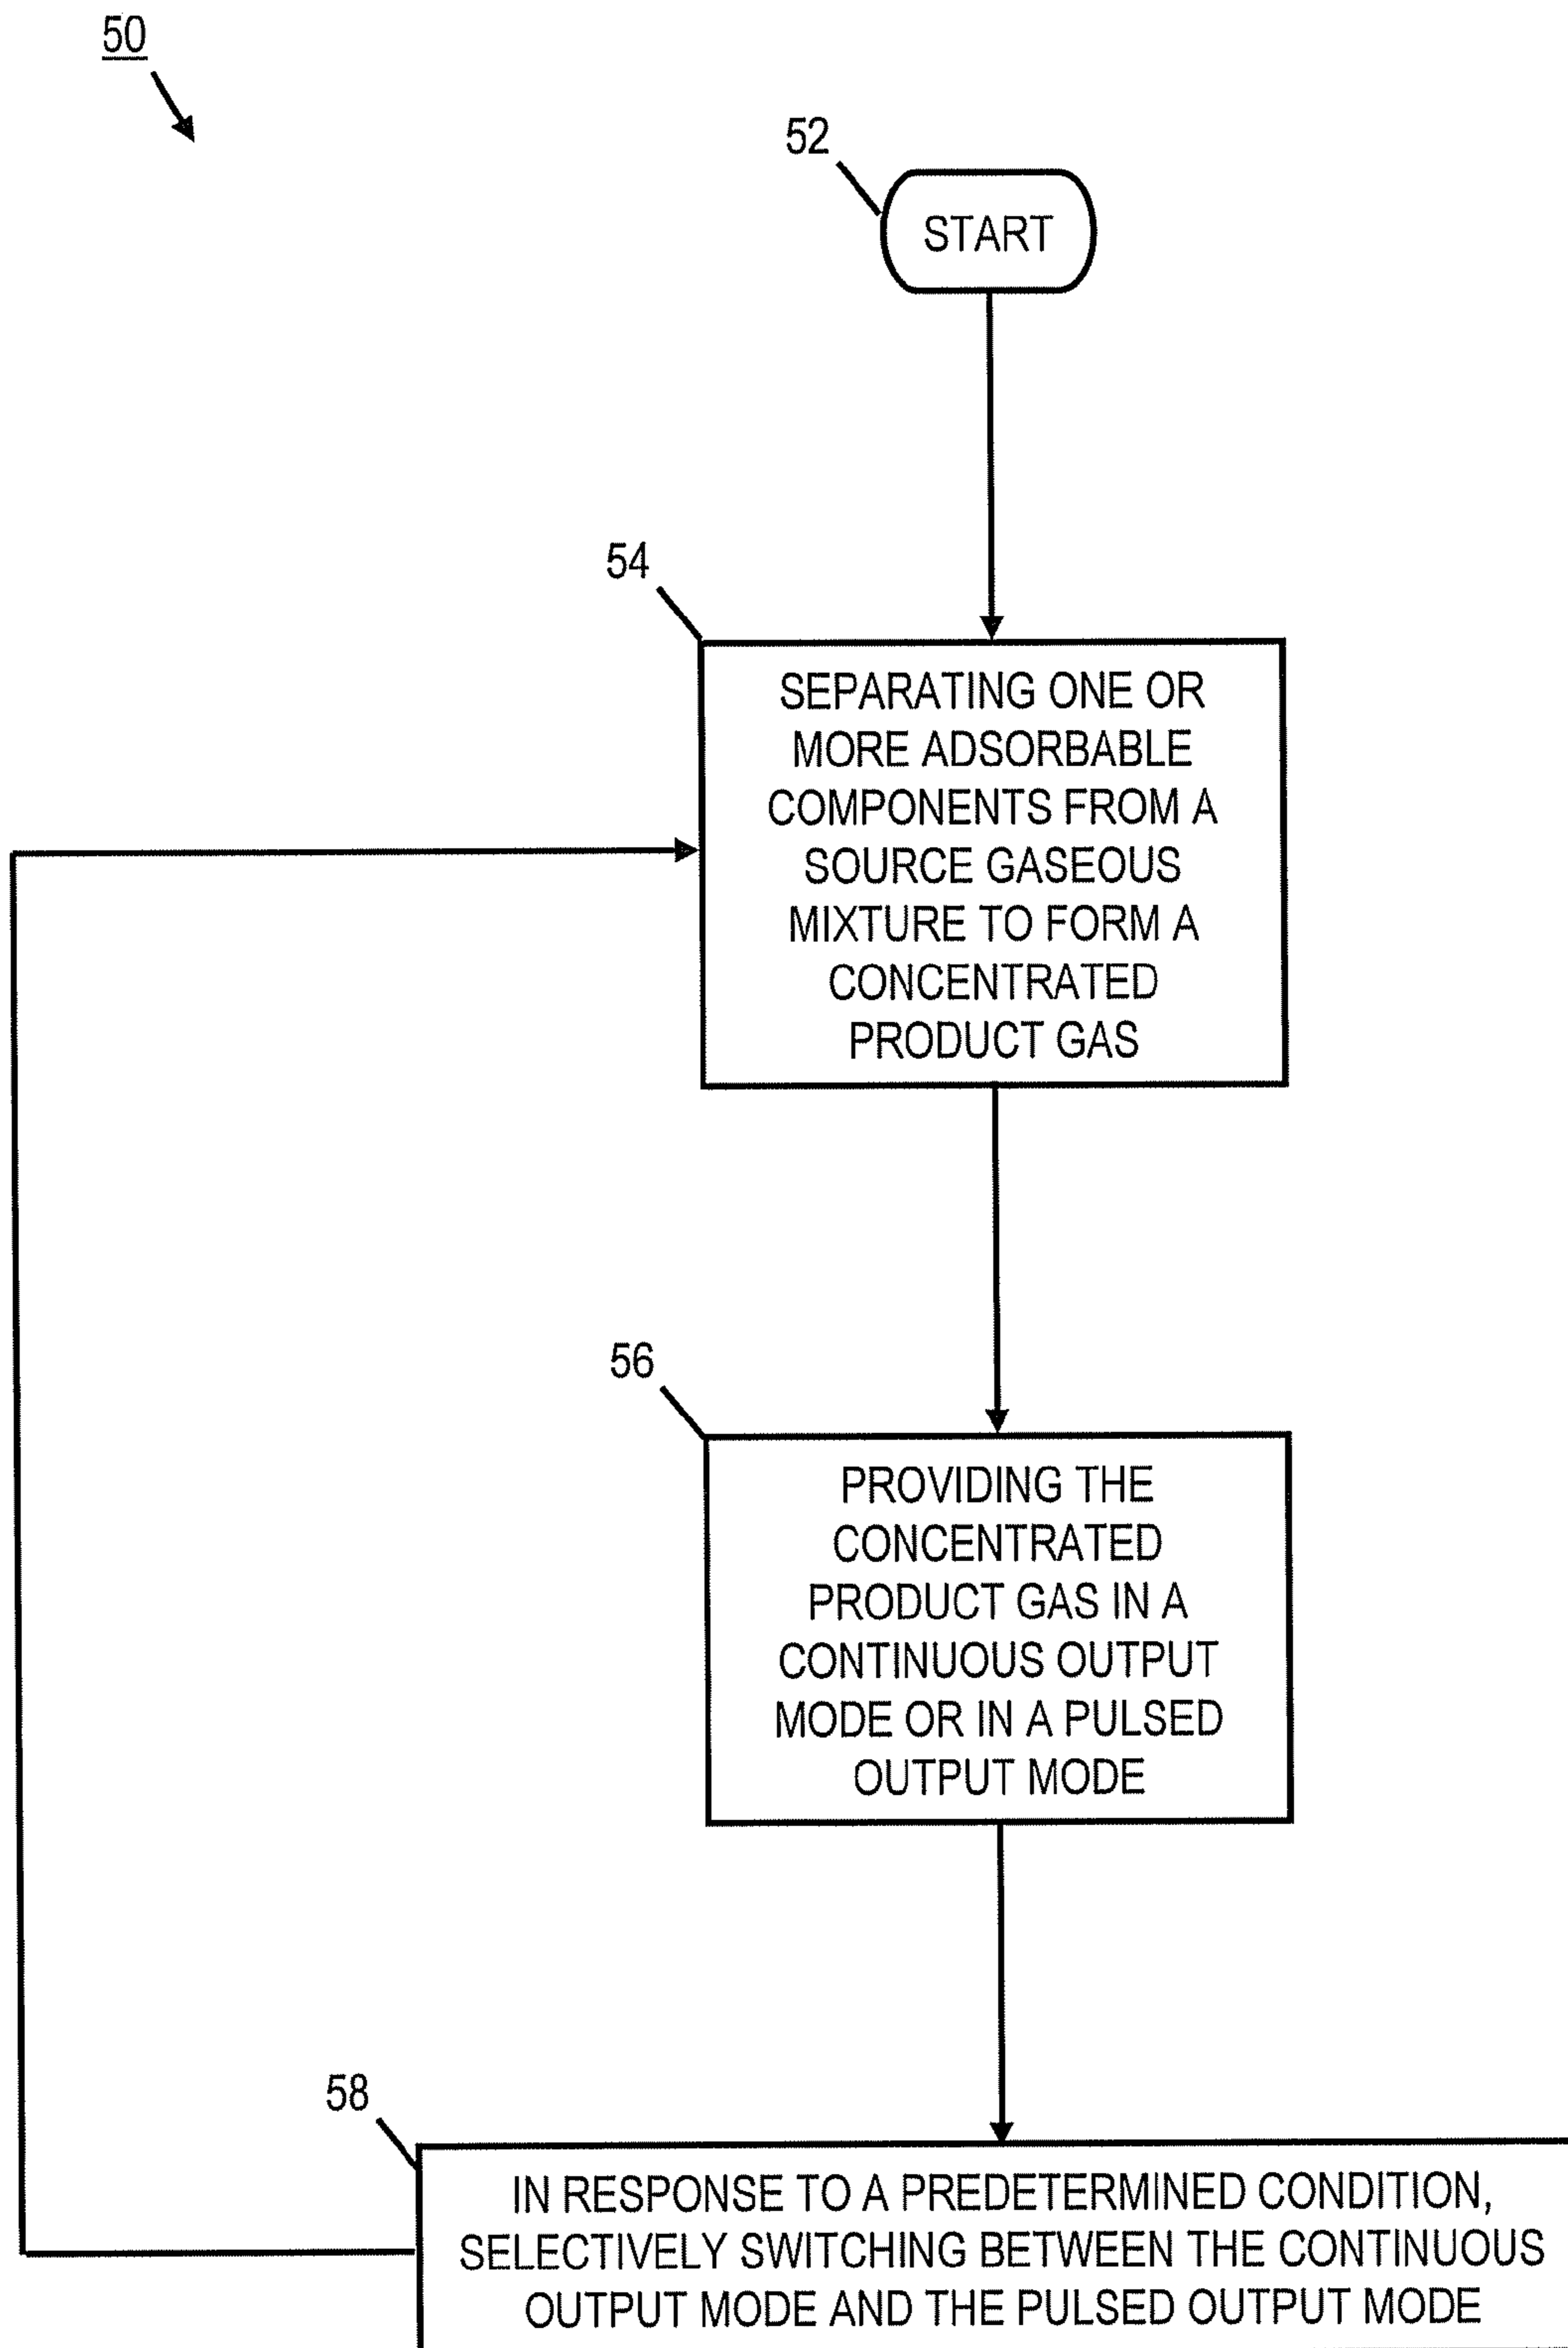 50
52
START
54
SEPARATING ONE OR
MORE ADSORBABLE
COMPONENTS FROM A
SOURCE GASEOUS
MIXTURE TO FORM A
CONCENTRATED
PRODUCT GAS
56
PROVIDING THE
CONCENTRATED
PRODUCT GAS IN A
CONTINUOUS OUTPUT
MODE OR IN A PULSED
OUTPUT MODE
58
IN RESPONSE TO A PREDETERMINED CONDITION,
SELECTIVELY SWITCHING BETWEEN THE CONTINUOUS
OUTPUT MODE AND THE PULSED OUTPUT MODE